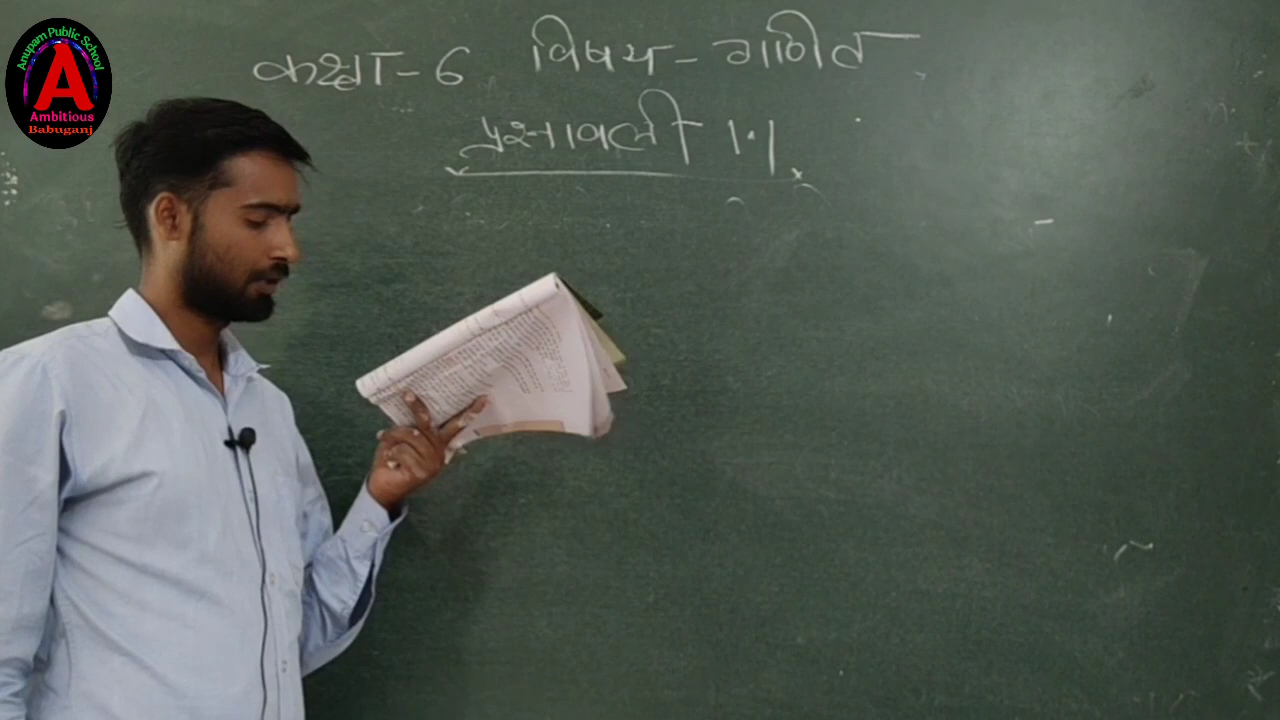 Anupam Public School
A
Ambitious
Babuganj
कक्षा - 6 विषय - गणित
प्रश्नावली 1.1